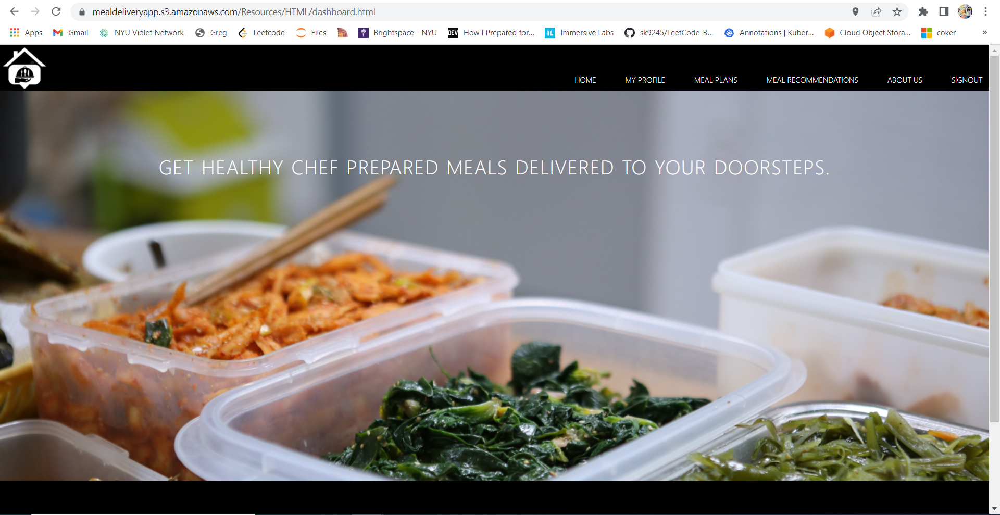 mealdeliveryapp.s3.amazonaws.com/Resources/HTML/dashboard.html
Apps Gmail NYU Violet Network Greg Leetcode Files Brightspace - NYU DEV How I Prepared for... IL Immersive Labs sk9245/LeetCode_B... Annotations | Kuber... Cloud Object Stora... coker »
HOME MY PROFILE MEAL PLANS MEAL RECOMMENDATIONS ABOUT US SIGNOUT
GET HEALTHY CHEF PREPARED MEALS DELIVERED TO YOUR DOORSTEPS.